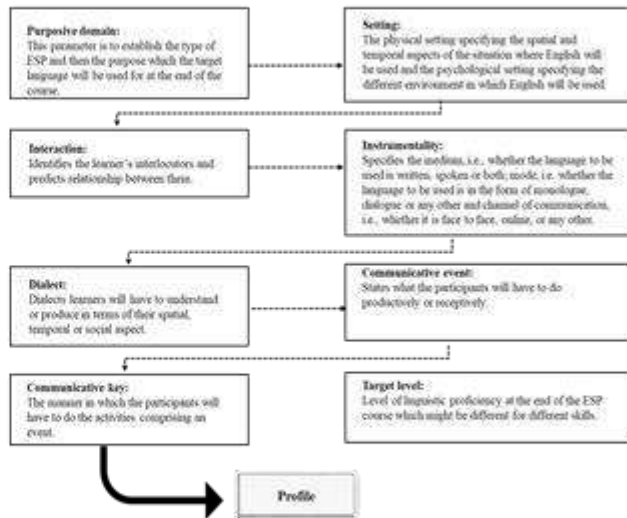 Purposive domain:
This parameter is to establish the type of
ESP and then the purpose which the target
language will be used for at the end of the
course.
Setting:
The physical setting specifying the spatial and
temporal aspects of the situation where English will
be used and the psychological setting specifying the
different environment in which English will be used
Interaction:
Identifies the learner's interlocutors and
predicts relationship between them.
Instrumentality:
Specifies the medium, i.e., whether the language to be
used is written, spoken or both; mode, i.e. whether the
language to be used is in the form of monologue,
dialogue or any other and channel of communication,
i.e., whether it is face to face, online, or any other.
Dialect:
Dialects learners will have to understand
or produce in terms of their spatial,
temporal or social aspect.
Communicative event:
States what the participants will have to do
productively or receptively.
Communicative key:
The manner in which the participants will
have to do the activities comprising an
event.
Target level:
Level of linguistic proficiency at the end of the ESP
course which might be different for different skills.
Profile